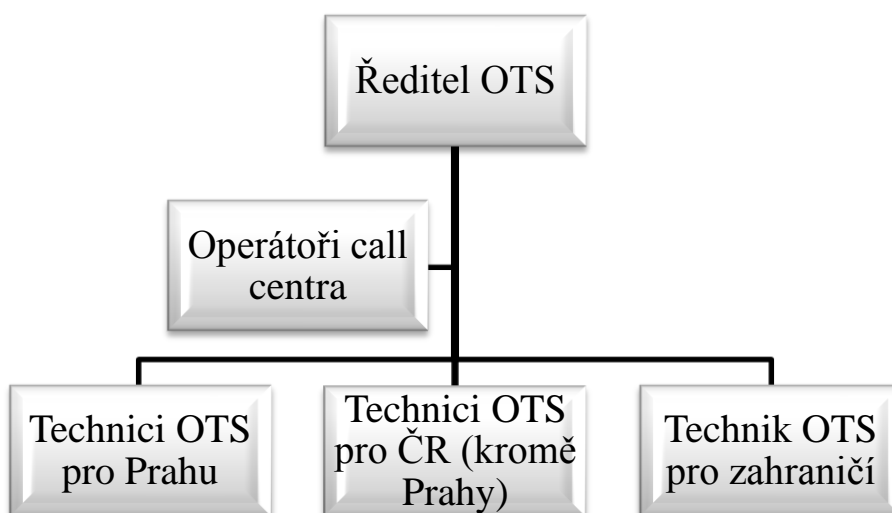 Ředitel OTS
Operátoři call
centra
Technici OTS
pro Prahu
Technici OTS
pro ČR (kromě
Prahy)
Technik OTS
pro zahraničí